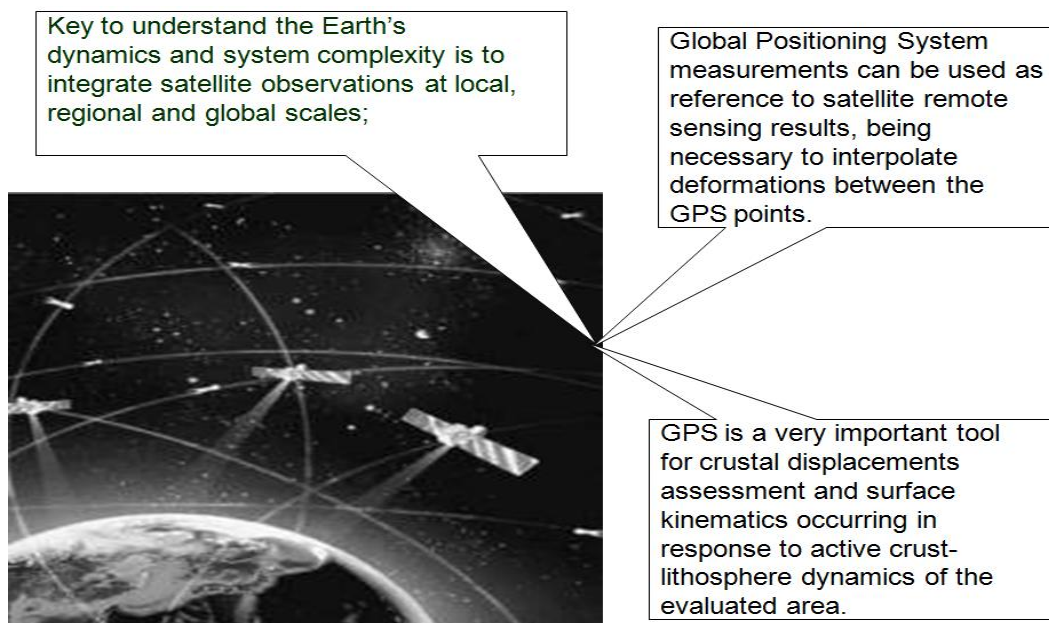 Key to understand the Earth's
dynamics and system complexity is to
integrate satellite observations at local,
regional and global scales;
Global Positioning System
measurements can be used as
reference to satellite remote
sensing results, being
necessary to interpolate
deformations between the
GPS points.
GPS is a very important tool
for crustal displacements
assessment and surface
kinematics occurring in
response to active crust-
lithosphere dynamics of the
evaluated area.